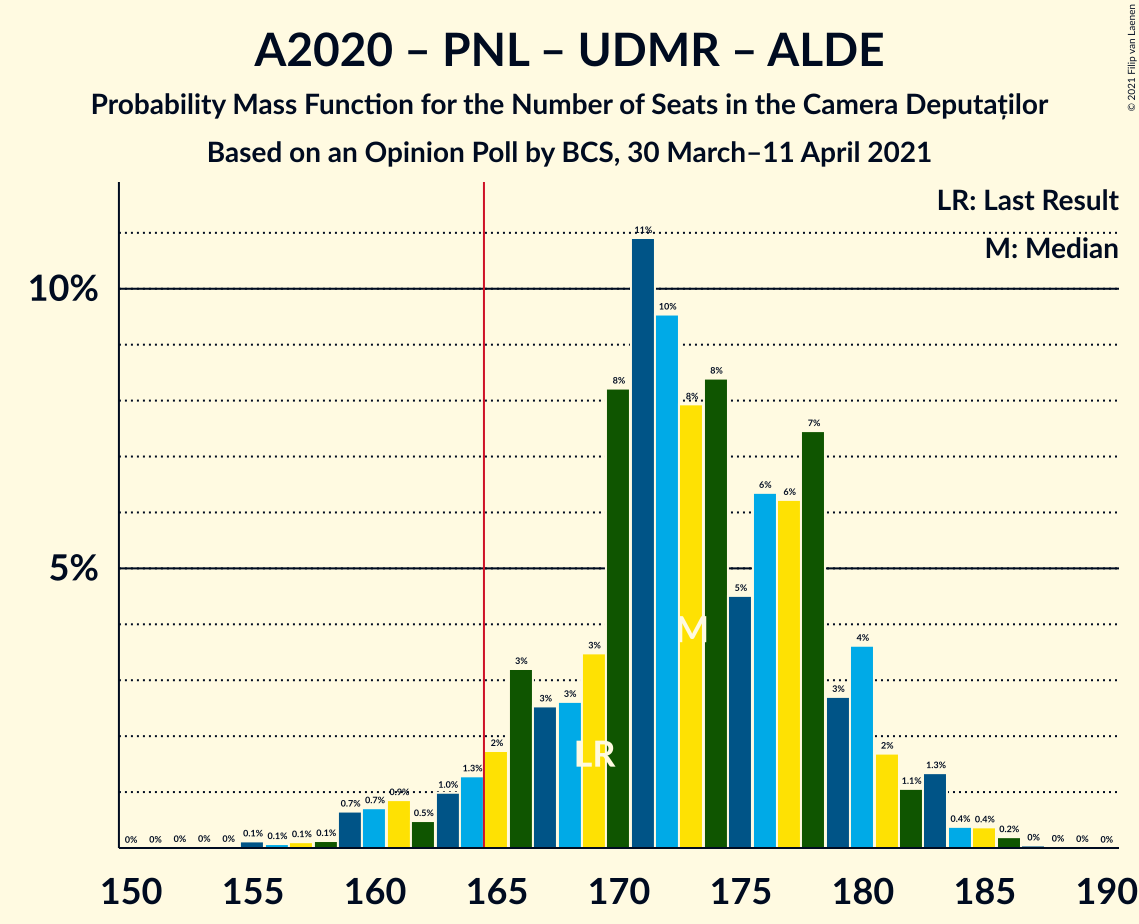 A2020 – PNL – UDMR – ALDE
Probability Mass Function for the Number of Seats in the Camera Deputaților
Based on an Opinion Poll by BCS, 30 March–11 April 2021
© 2021 Filip van Laenen
LR: Last Result
M: Median
10%
5%
0% 0% 0% 0% 0% 0.1% 0.1% 0.1% 0.1% 0.7% 0.7% 0.9% 0.5% 1.0% 1.3% 2% 3% 3% 3% 3% 8% 11% 10% 8% 8% 5% 6% 6% 7% 3% 4% 2% 1.1% 1.3% 0.4% 0.4% 0.2% 0% 0% 0% 0%
M
LR
150 155 160 165 170 175 180 185 190